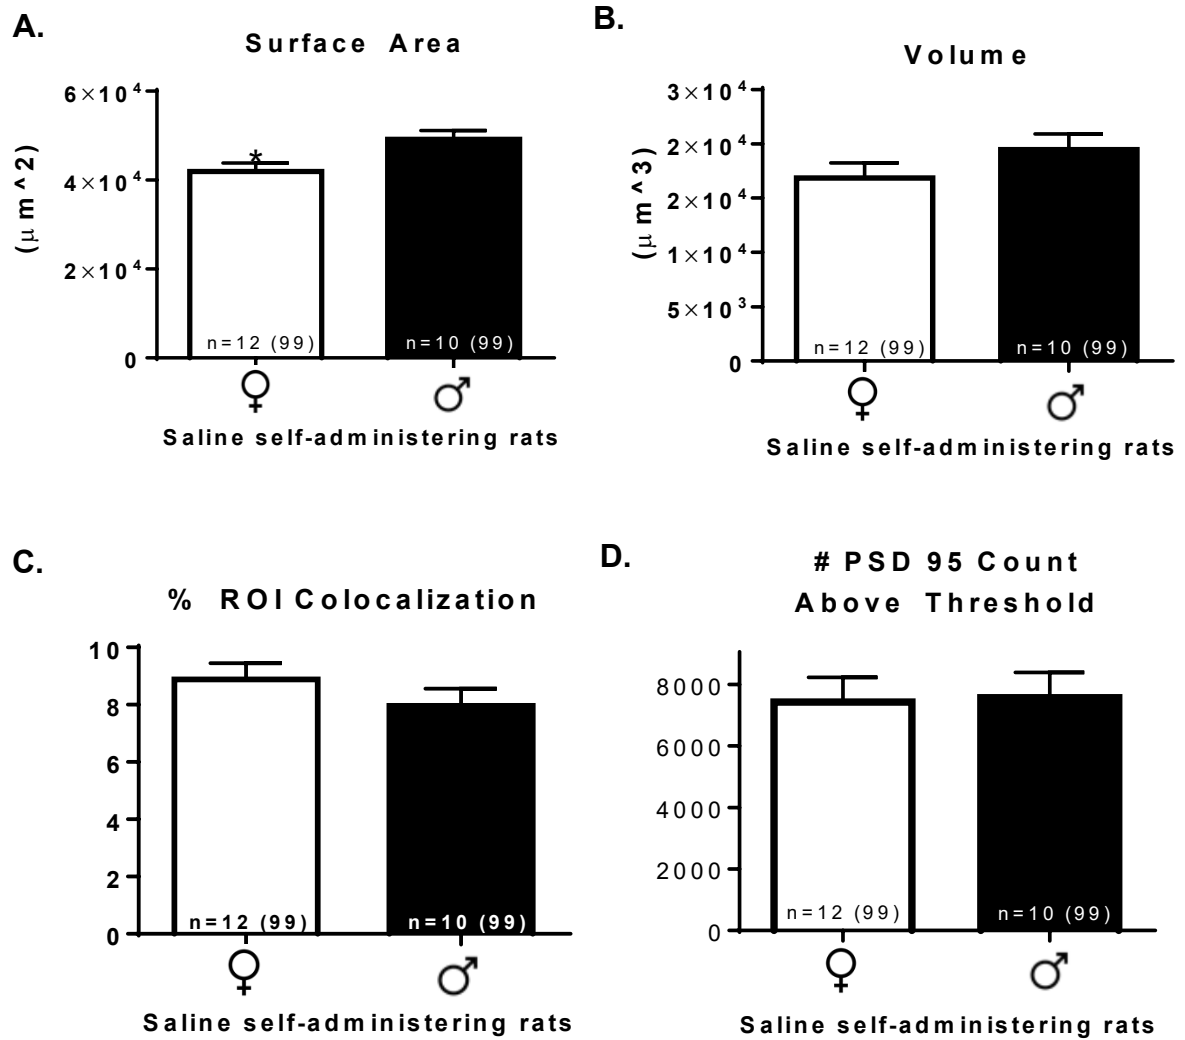 A.
Surface Area
6×10⁴
4×10⁴
2×10⁴
0
(μm^2)
*
n=12 (99)
n=10 (99)
♀
♂
Saline self-administering rats
B.
Volume
3×10⁴
2×10⁴
2×10⁴
1×10⁴
5×10³
0
(μm^3)
n=12 (99)
n=10 (99)
♀
♂
Saline self-administering rats
C.
% ROI Colocalization
10
8
6
4
2
0
n=12 (99)
n=10 (99)
♀
♂
Saline self-administering rats
D.
# PSD 95 Count
Above Threshold
8000
6000
4000
2000
0
n=12 (99)
n=10 (99)
♀
♂
Saline self-administering rats